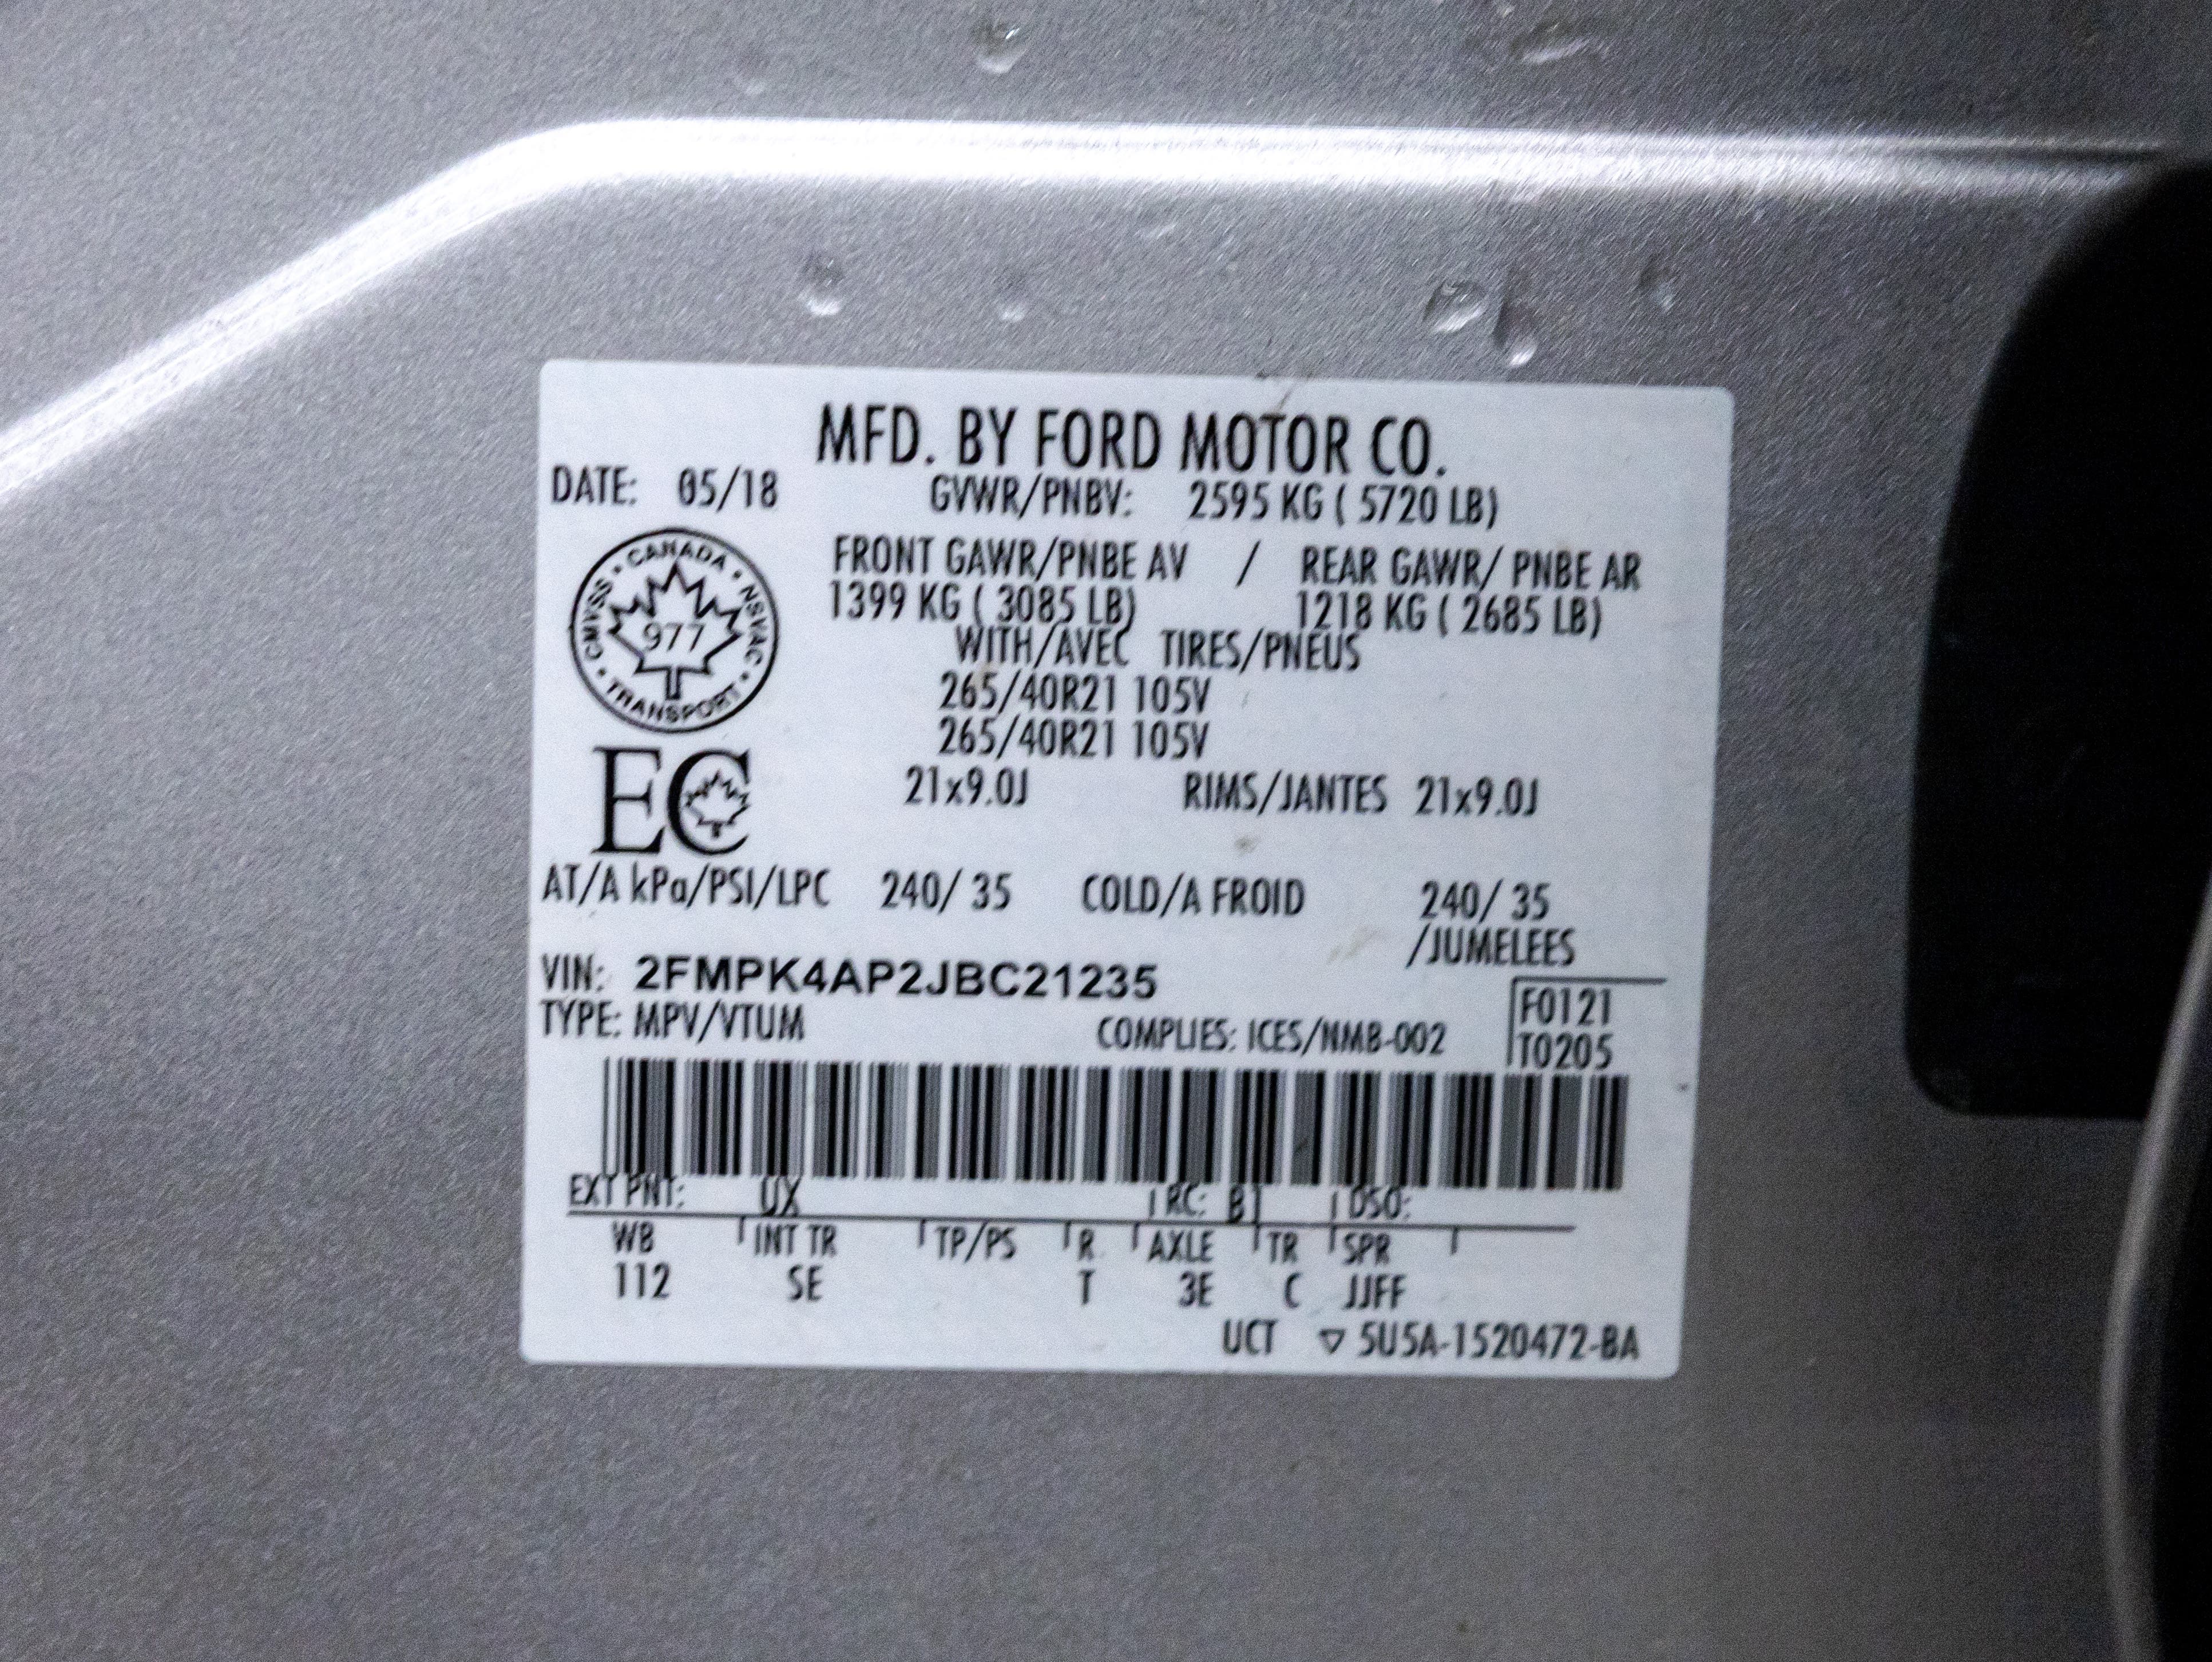 MFD. BY FORD MOTOR CO.
DATE: 05/18 GVWR/PNBV: 2595 KG ( 5720 LB)
CANADA • NSVAC • TRANSPORT • CMVSS •
977
FRONT GAWR/PNBE AV / REAR GAWR/ PNBE AR
1399 KG ( 3085 LB) 1218 KG ( 2685 LB)
WITH/AVEC TIRES/PNEUS
265/40R21 105V
265/40R21 105V
EC
21x9.0J RIMS/JANTES 21x9.0J
AT/A kPa/PSI/LPC 240/ 35 COLD/A FROID 240/ 35
/JUMELEES
VIN: 2FMPK4AP2JBC21235
TYPE: MPV/VTUM COMPLIES: ICES/NMB-002
F0121
T0205
EXT PNT: UX RC: B1 DSO:
WB INT TR TP/PS R AXLE TR SPR
112 SE T 3E C JJFF
UCT ▽ 5U5A-1520472-BA